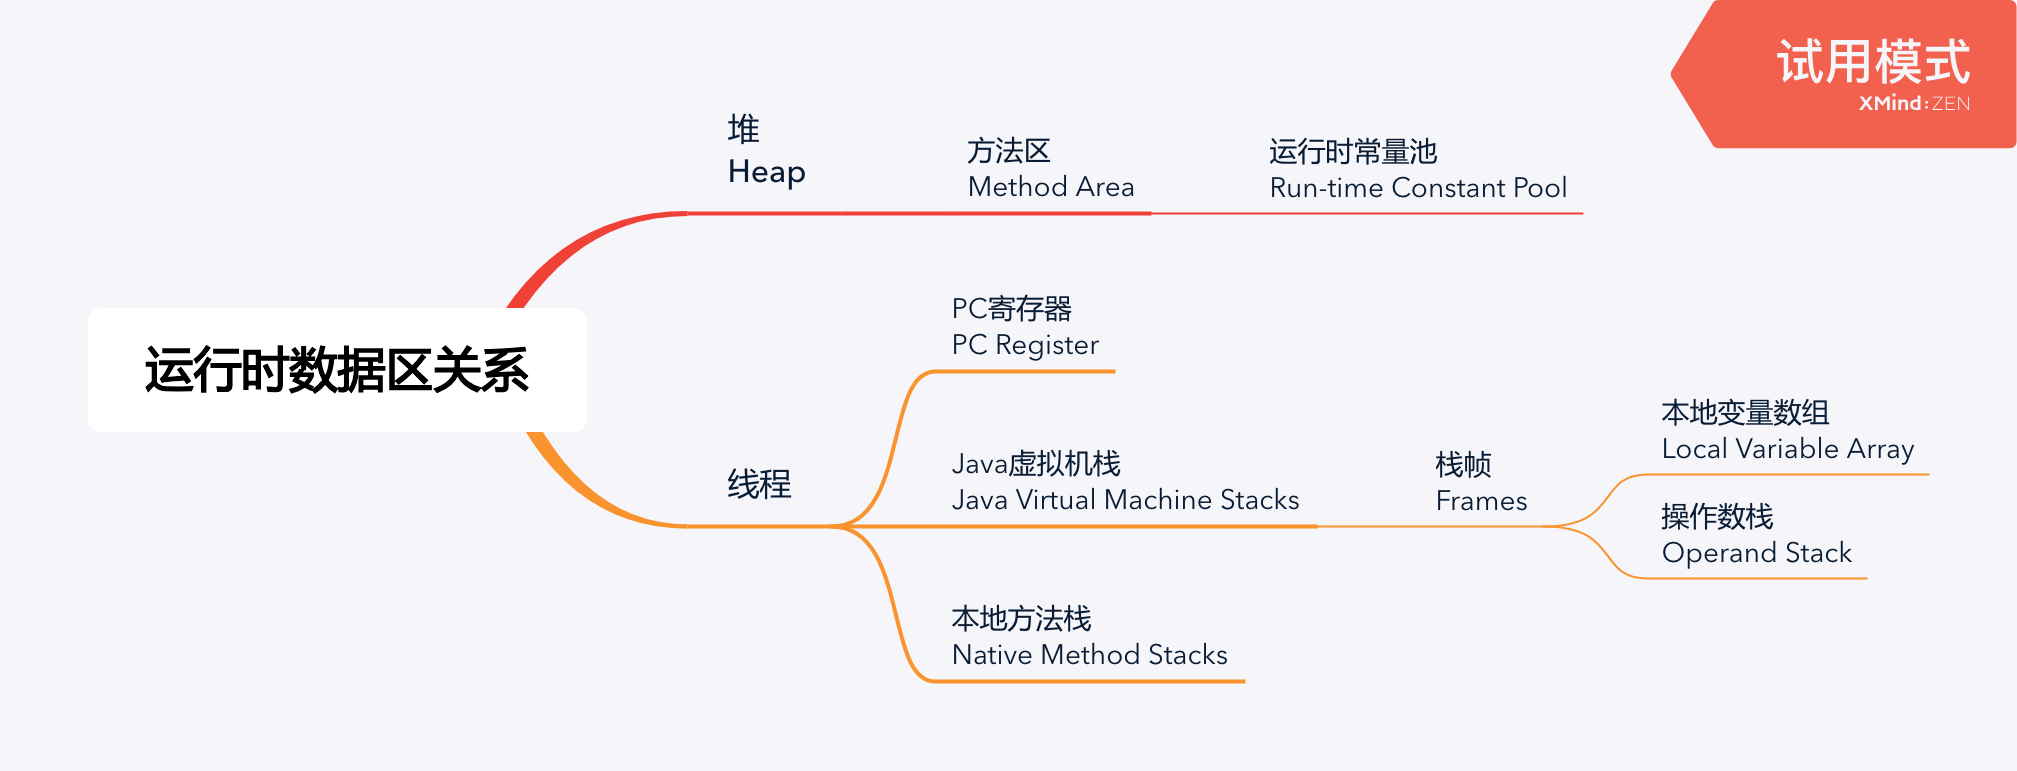 试用模式
XMind:ZEN
堆
Heap
方法区
Method Area
运行时常量池
Run-time Constant Pool
运行时数据区关系
线程
PC寄存器
PC Register
Java虚拟机栈
Java Virtual Machine Stacks
栈帧
Frames
本地变量数组
Local Variable Array
操作数栈
Operand Stack
本地方法栈
Native Method Stacks